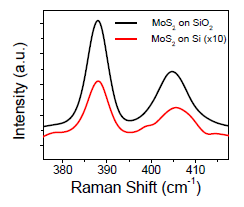 MoS₂ on SiO₂
MoS₂ on Si (x10)
Intensity (a.u.)
380 390 400 410
Raman Shift (cm⁻¹)